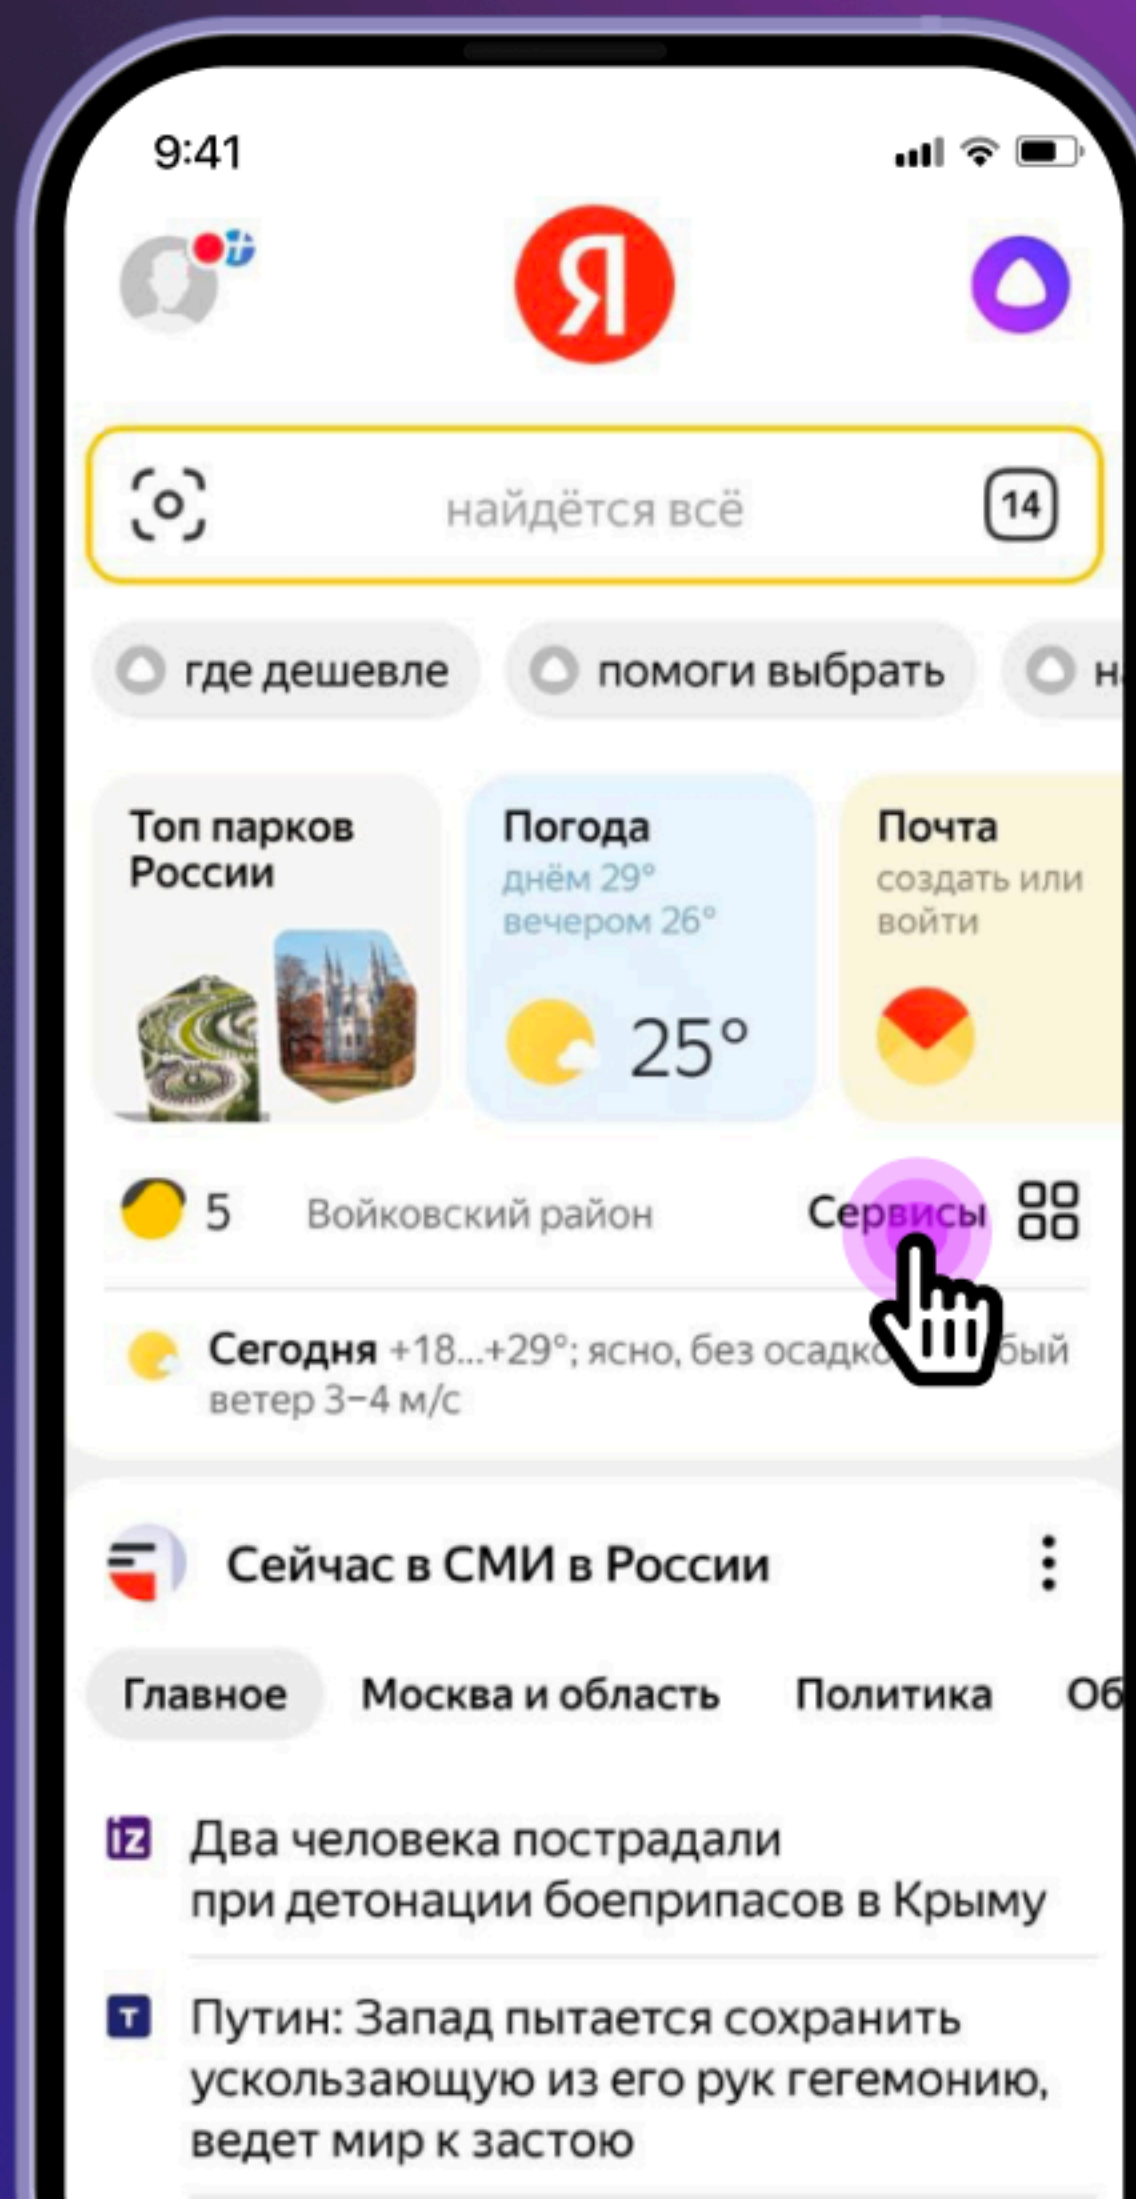 9:41
Я
найдётся всё
14
где дешевле
помоги выбрать
Топ парков
России
Погода
днём 29°
вечером 26°
25°
Почта
создать или
войти
5
Войковский район
Сервисы
Сегодня +18...+29°; ясно, без
ветер 3–4 м/с
Сейчас в СМИ в России
Главное
Москва и область
Политика
iz
Два человека пострадали
при детонации боеприпасов в Крыму
Т
Путин: Запад пытается сохранить
ускользающую из его рук гегемонию,
ведет мир к застою